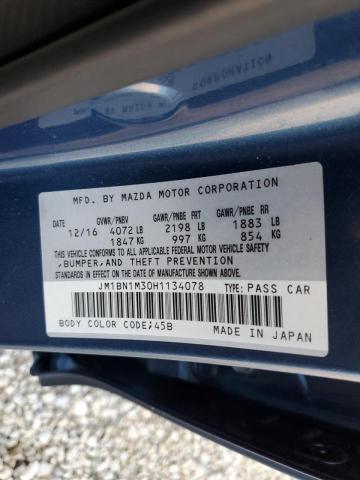 MFD. BY MAZDA MOTOR CORPORATION
GVWR/PNBV GAWR/PNBE FRT GAWR/PNBE RR
12/16 4072 LB 2198 LB 1883 LB
1847 KG 997 KG 854 KG
THIS VEHICLE CONFORMS TO ALL APPLICABLE
FEDERAL MOTOR VEHICLE SAFETY
,BUMPER,AND THEFT PREVENTION
STANDARDS IN EFFECT ON THE DATE OF
MANUFACTURE SHOWN ABOVE.
JM1BN1M30H1134078 TYPE: PASS CAR
BODY COLOR CODE;45B MADE IN JAPAN